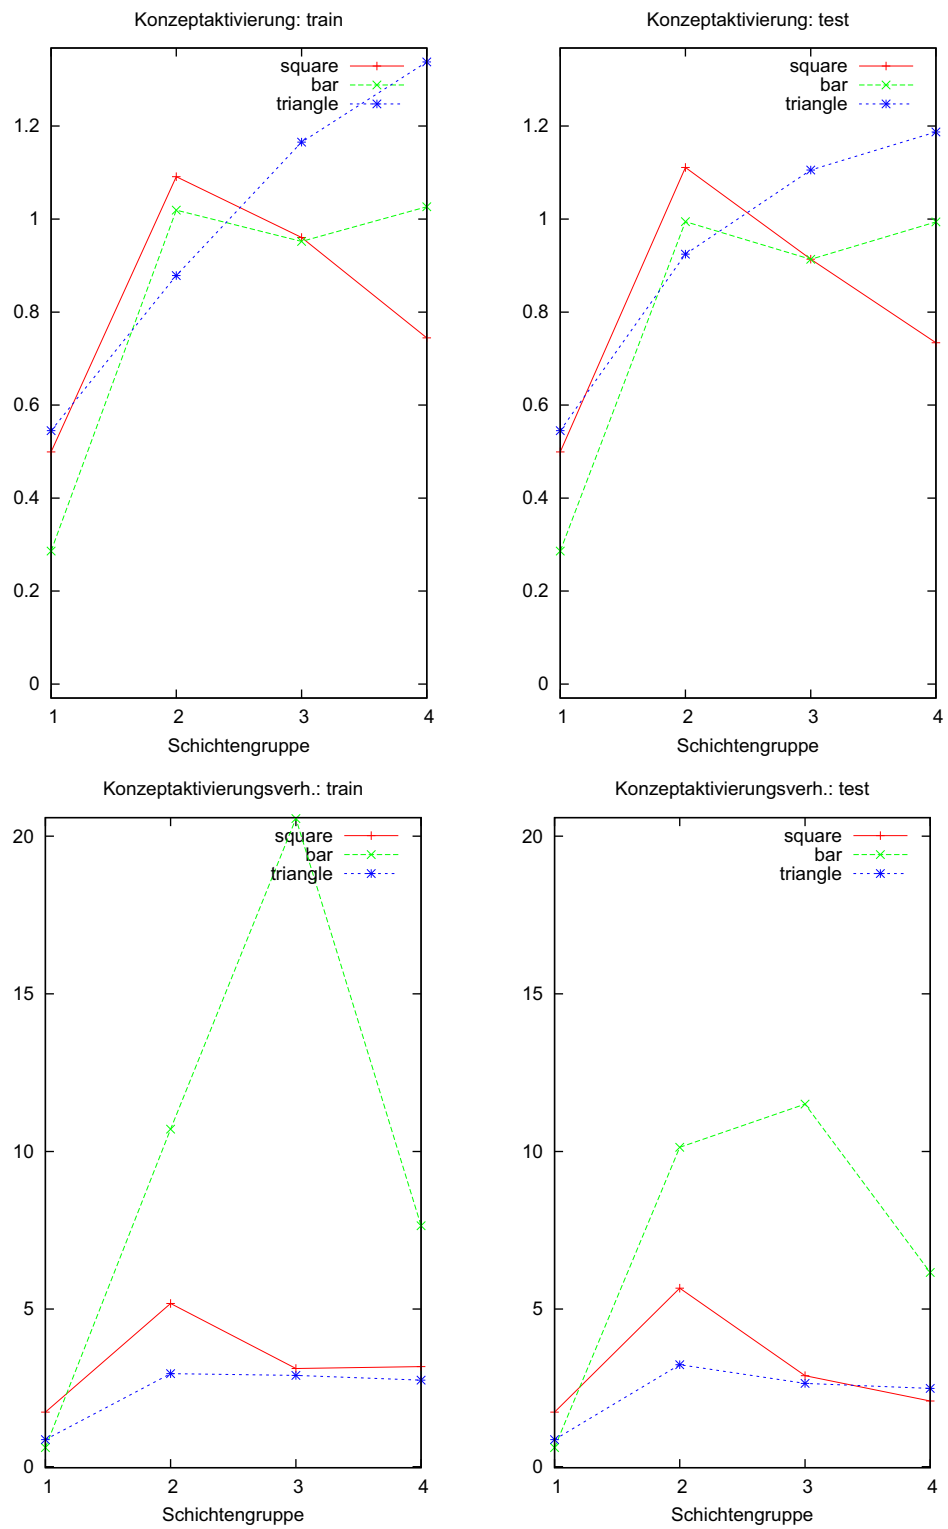 Konzeptaktivierung: train
square
bar
triangle
1.2
1
0.8
0.6
0.4
0.2
0
1 2 3 4
Schichtengruppe
Konzeptaktivierung: test
square
bar
triangle
1.2
1
0.8
0.6
0.4
0.2
0
1 2 3 4
Schichtengruppe
Konzeptaktivierungsverh.: train
20
square
bar
triangle
15
10
5
0
1 2 3 4
Schichtengruppe
Konzeptaktivierungsverh.: test
20
square
bar
triangle
15
10
5
0
1 2 3 4
Schichtengruppe